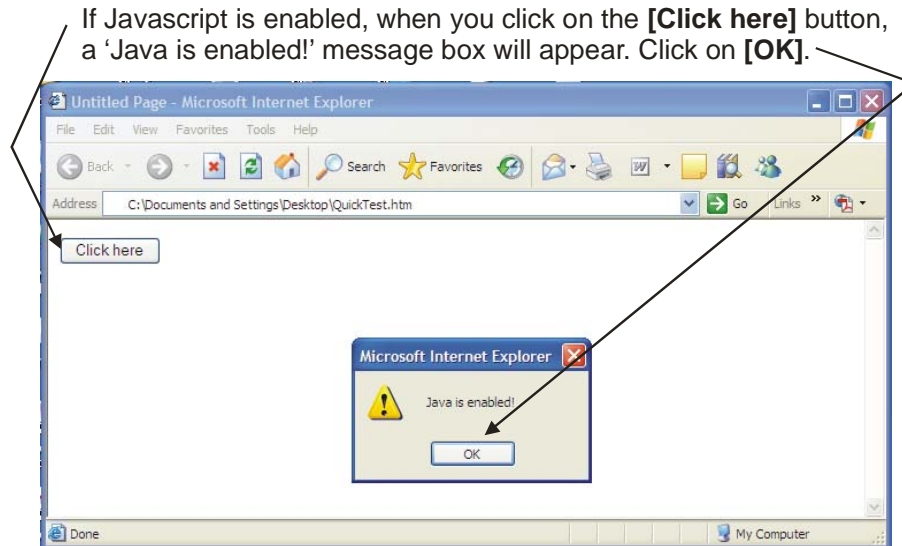 If Javascript is enabled, when you click on the [Click here] button,
a ‘Java is enabled!’ message box will appear. Click on [OK].
Untitled Page - Microsoft Internet Explorer
File Edit View Favorites Tools Help
Back Search Favorites
Address C:\Documents and Settings\Desktop\QuickTest.htm Go Links »
Click here
Microsoft Internet Explorer
Java is enabled!
OK
Done My Computer